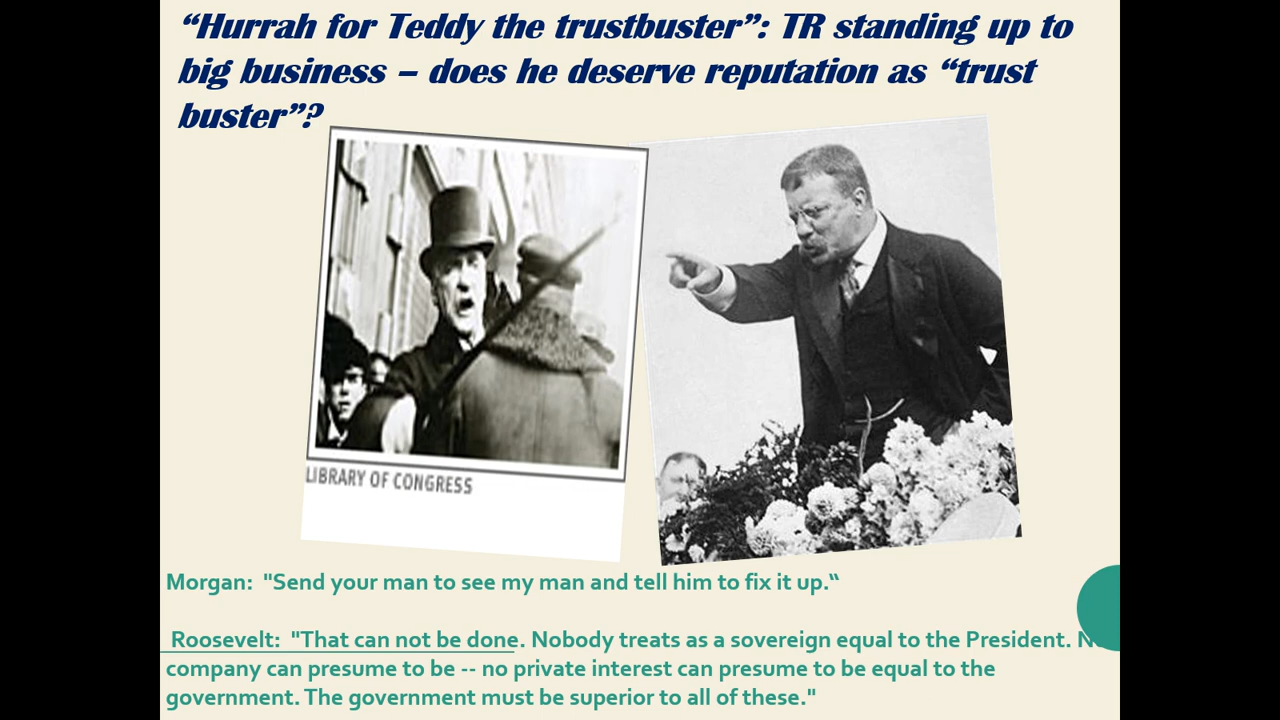 “Hurrah for Teddy the trustbuster”: TR standing up to
big business – does he deserve reputation as “trust
buster”?
LIBRARY OF CONGRESS
Morgan: "Send your man to see my man and tell him to fix it up.“
Roosevelt: "That can not be done. Nobody treats as a sovereign equal to the President.
company can presume to be -- no private interest can presume to be equal to the
government. The government must be superior to all of these."